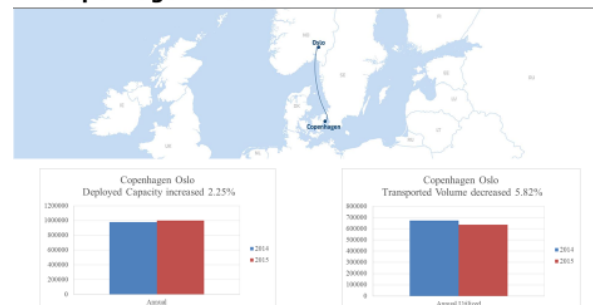 Oslo
Copenhagen
Copenhagen Oslo
Deployed Capacity increased 2.25%
1200000
1000000
800000
600000
400000
200000
0
2014
2015
Annual
Copenhagen Oslo
Transported Volume decreased 5.82%
800000
700000
600000
500000
400000
300000
200000
100000
0
2014
2015